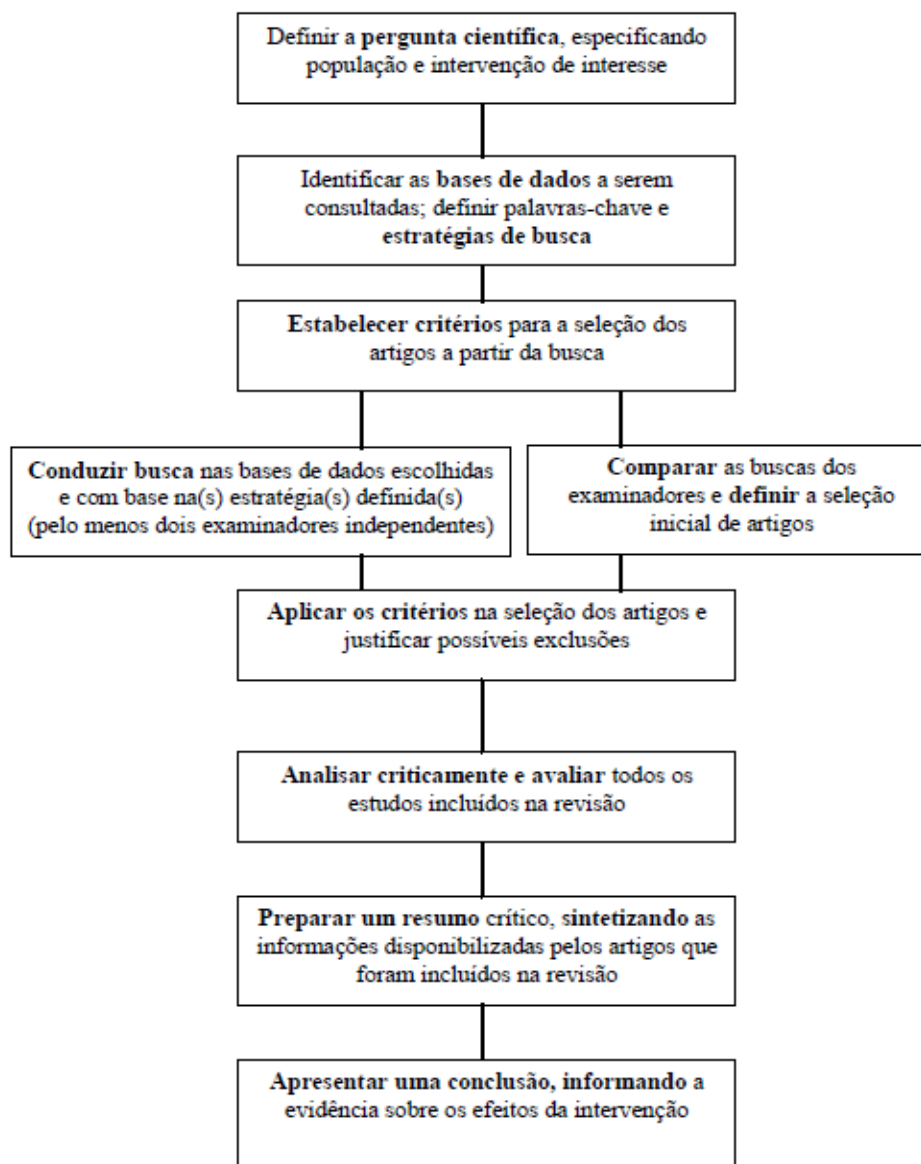 Definir a pergunta científica, especificando
população e intervenção de interesse
Identificar as bases de dados a serem
consultadas; definir palavras-chave e
estratégias de busca
Estabelecer critérios para a seleção dos
artigos a partir da busca
Conduzir busca nas bases de dados escolhidas
e com base na(s) estratégia(s) definida(s)
(pelo menos dois examinadores independentes)
Comparar as buscas dos
examinadores e definir a seleção
inicial de artigos
Aplicar os critérios na seleção dos artigos e
justificar possíveis exclusões
Analisar criticamente e avaliar todos os
estudos incluídos na revisão
Preparar um resumo crítico, sintetizando as
informações disponibilizadas pelos artigos que
foram incluídos na revisão
Apresentar uma conclusão, informando a
evidência sobre os efeitos da intervenção